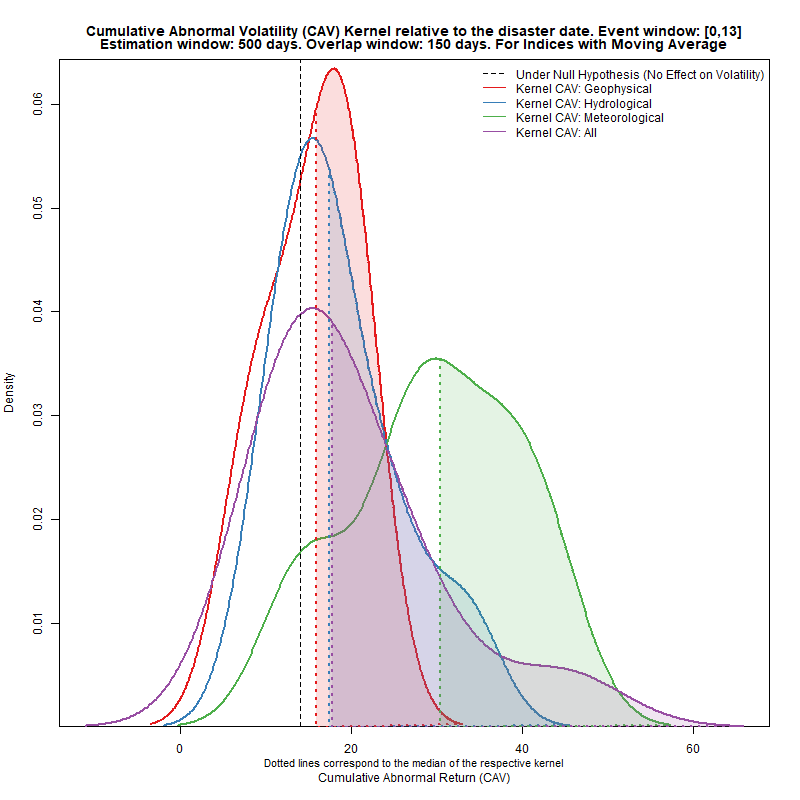 Cumulative Abnormal Volatility (CAV) Kernel relative to the disaster date. Event window: [0,13]
Estimation window: 500 days. Overlap window: 150 days. For Indices with Moving Average
Under Null Hypothesis (No Effect on Volatility)
Kernel CAV: Geophysical
Kernel CAV: Hydrological
Kernel CAV: Meteorological
Kernel CAV: All
0.06
0.05
0.04
0.03
0.02
0.01
Density
0 20 40 60
Dotted lines correspond to the median of the respective kernel
Cumulative Abnormal Return (CAV)